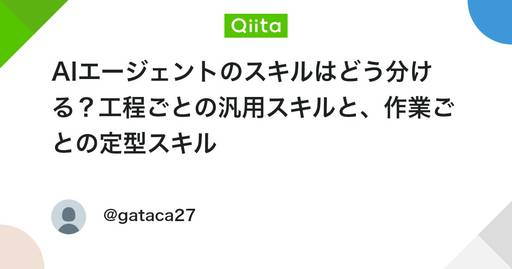 Qiita
AIエージェントのスキルはどう分け
る？工程ごとの汎用スキルと、作業ご
との定型スキル
@gataca27